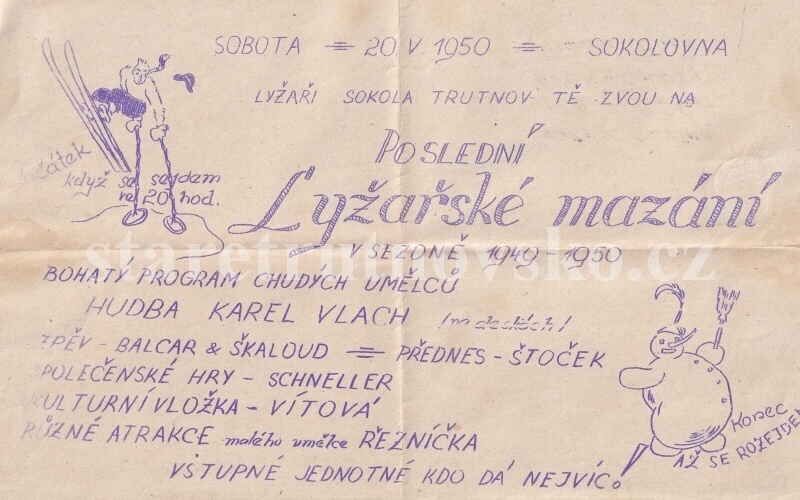 SOBOTA = 20.V.1950 = SOKOLOVNA
LYŽAŘI SOKOLA TRUTNOV TĚ ZVOU NA
POSLEDNÍ
Lyžařské mazání
V SEZONĚ 1949 1950
začátek
když se sejdem
ve 20 hod.
staretrutnovsko.cz
BOHATÝ PROGRAM CHUDÝCH UMĚLCŮ
HUDBA KAREL VLACH /na deskách/
ZPĚV - BALCAR & ŠKALOUD = PŘEDNES - ŠTOČEK
SPOLEČENSKÉ HRY - SCHNELLER
KULTURNÍ VLOŽKA - VÍTOVÁ
RŮZNÉ ATRAKCE malého umělce ŘEZNÍČKA
VSTUPNÉ JEDNOTNÉ KDO DÁ NEJVÍC!
Konec
AŽ SE ROZEJDEM